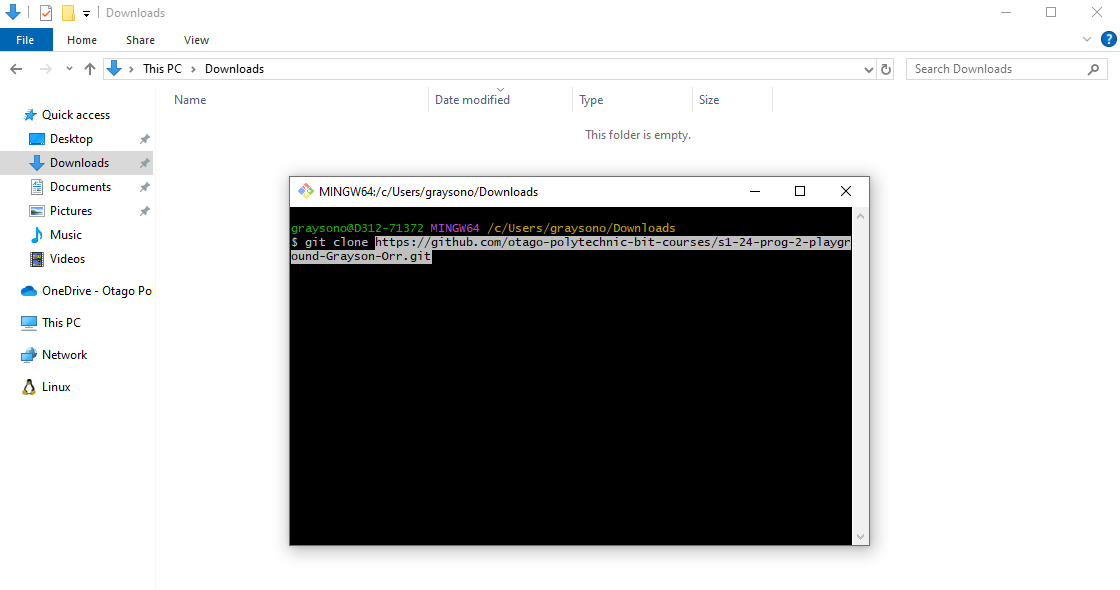 Downloads
File Home Share View
This PC Downloads
Search Downloads
Name Date modified Type Size
This folder is empty.
Quick access
Desktop
Downloads
Documents
Pictures
Music
Videos
OneDrive - Otago Po
This PC
Network
Linux
MINGW64:/c/Users/graysono/Downloads
graysono@D312-71372 MINGW64 /c/Users/graysono/Downloads
$ git clone https://github.com/otago-polytechnic-bit-courses/s1-24-prog-2-playgr
ound-Grayson-Orr.git